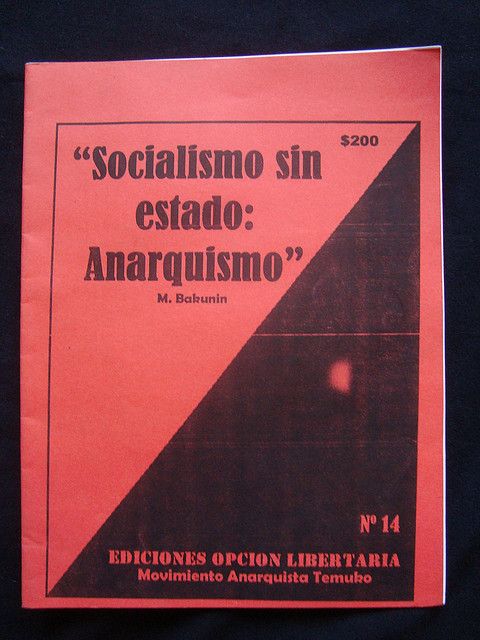 $200
“Socialismo sin
estado:
Anarquismo”
M. Bakunin
Nº 14
EDICIONES OPCION LIBERTARIA
Movimiento Anarquista Temuko